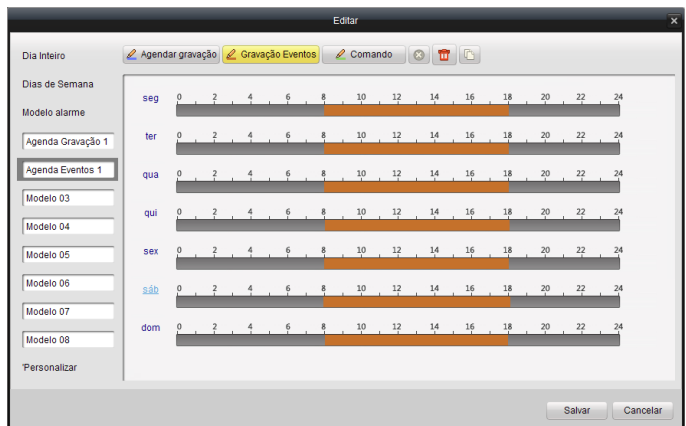 Editar
Dia Inteiro
Agendar gravação Gravação Eventos Comando
Dias de Semana
Modelo alarme
Agenda Gravação 1
Agenda Eventos 1
Modelo 03
Modelo 04
Modelo 05
Modelo 06
Modelo 07
Modelo 08
'Personalizar
seg 0 2 4 6 8 10 12 14 16 18 20 22 24
ter 0 2 4 6 8 10 12 14 16 18 20 22 24
qua 0 2 4 6 8 10 12 14 16 18 20 22 24
qui 0 2 4 6 8 10 12 14 16 18 20 22 24
sex 0 2 4 6 8 10 12 14 16 18 20 22 24
sáb 0 2 4 6 8 10 12 14 16 18 20 22 24
dom 0 2 4 6 8 10 12 14 16 18 20 22 24
Salvar Cancelar